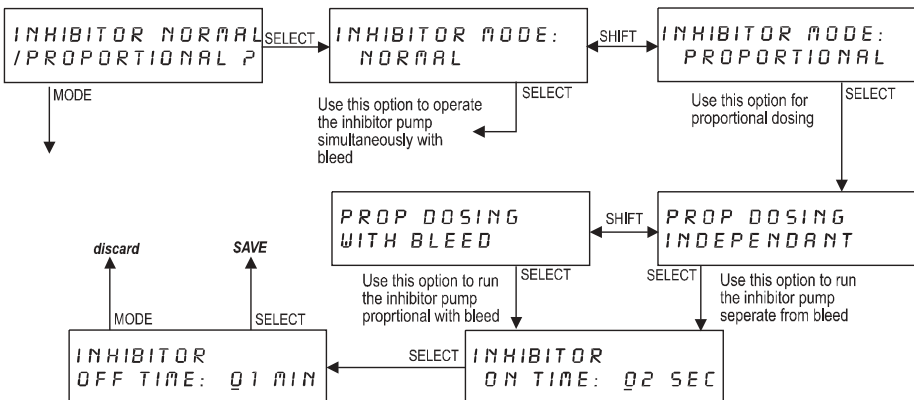 INHIBITOR NORMAL
/PROPORTIONAL ?
SELECT
INHIBITOR MODE:
NORMAL
SHIFT
INHIBITOR MODE:
PROPORTIONAL
MODE
Use this option to operate
the inhibitor pump
simultaneously with
bleed
SELECT
Use this option for
proportional dosing
SELECT
PROP DOSING
WITH BLEED
SHIFT
PROP DOSING
INDEPENDANT
discard
SAVE
Use this option to run
the inhibitor pump
proprtional with bleed
SELECT
SELECT
Use this option to run
the inhibitor pump
seperate from bleed
MODE
SELECT
INHIBITOR
OFF TIME: 01 MIN
SELECT
INHIBITOR
ON TIME: 02 SEC